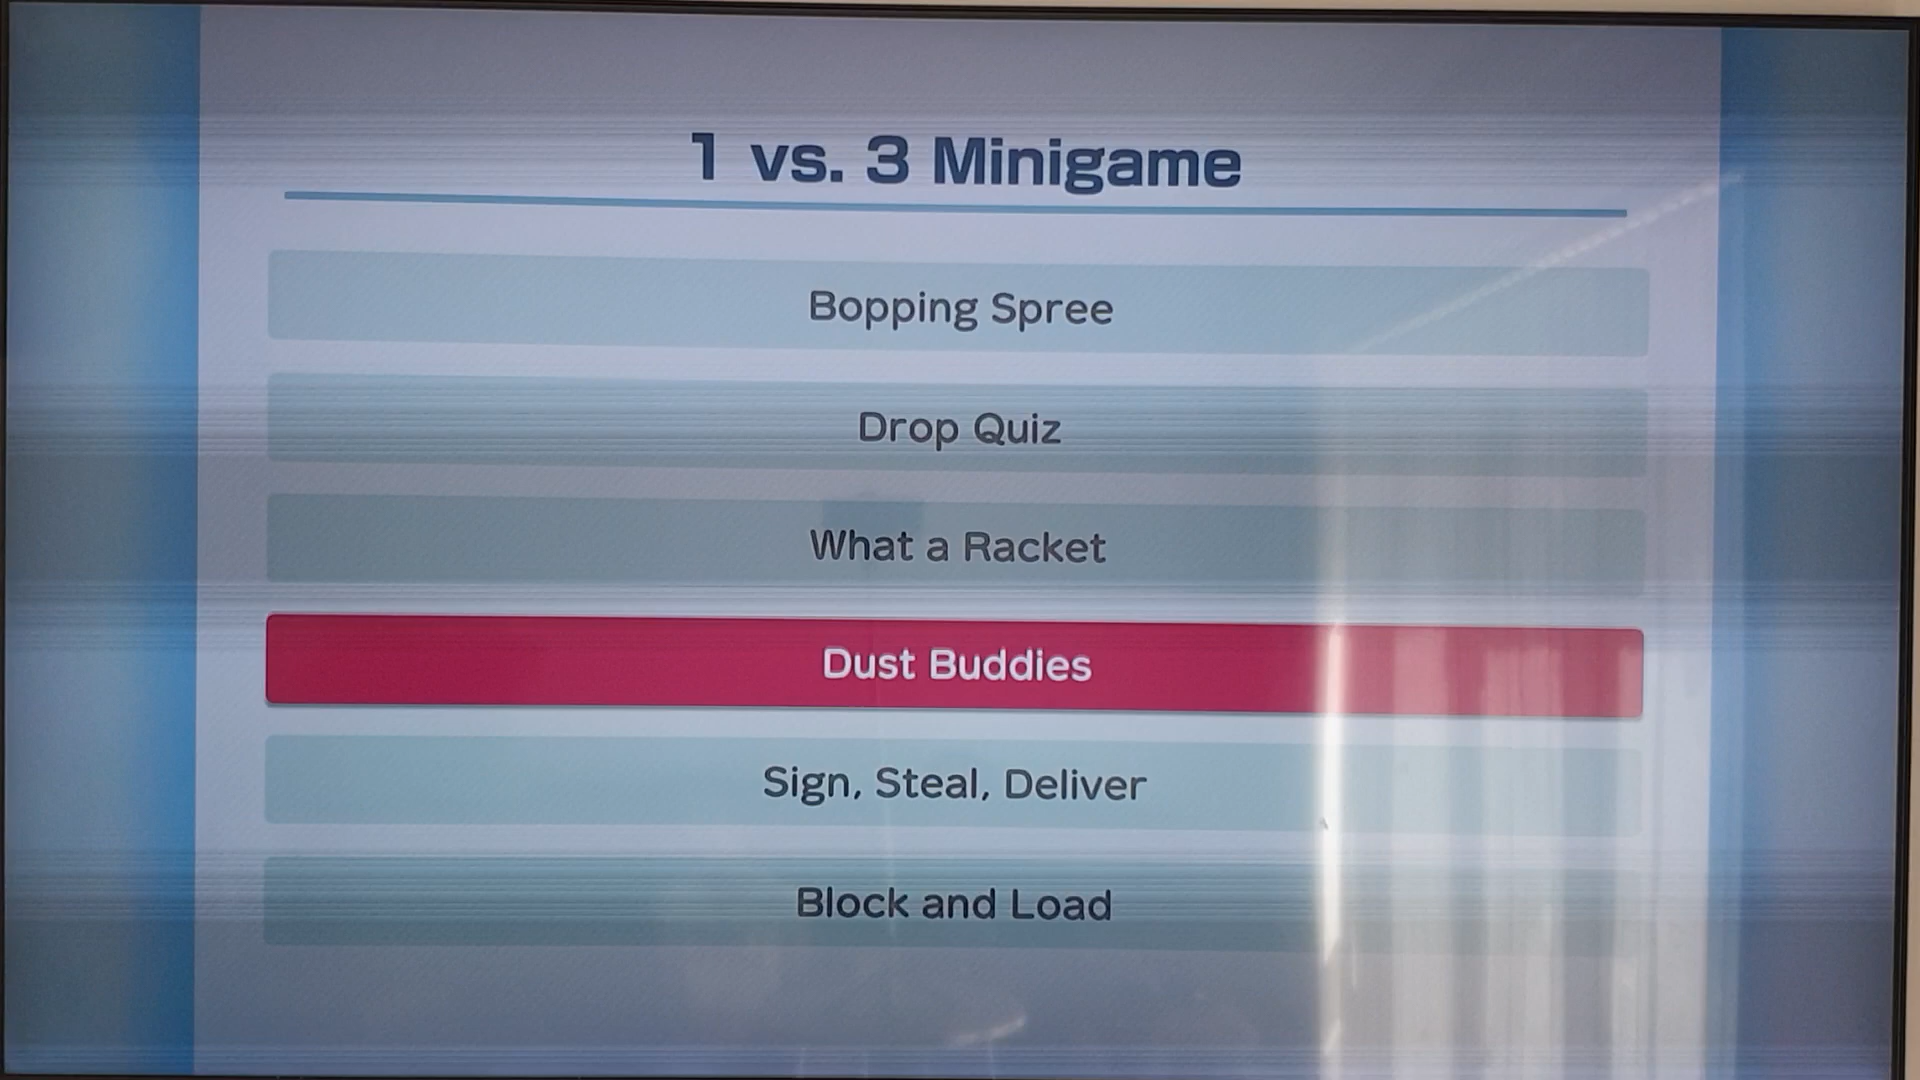 1 vs. 3 Minigame
Bopping Spree
Drop Quiz
What a Racket
Dust Buddies
Sign, Steal, Deliver
Block and Load